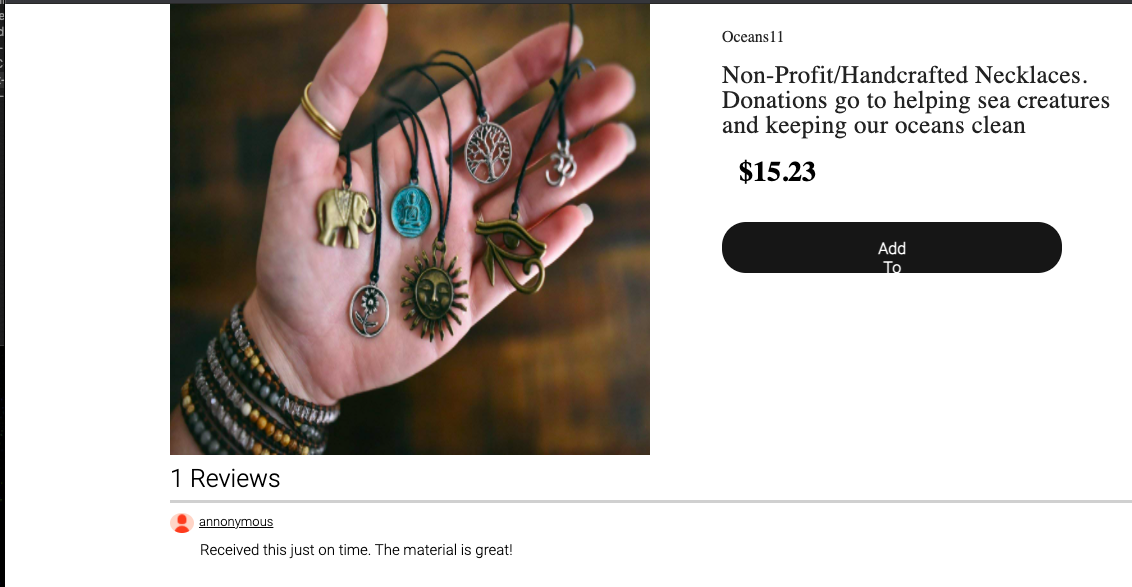 Oceans11
Non-Profit/Handcrafted Necklaces.
Donations go to helping sea creatures
and keeping our oceans clean
$15.23
Add
To
1 Reviews
annonymous
Received this just on time. The material is great!